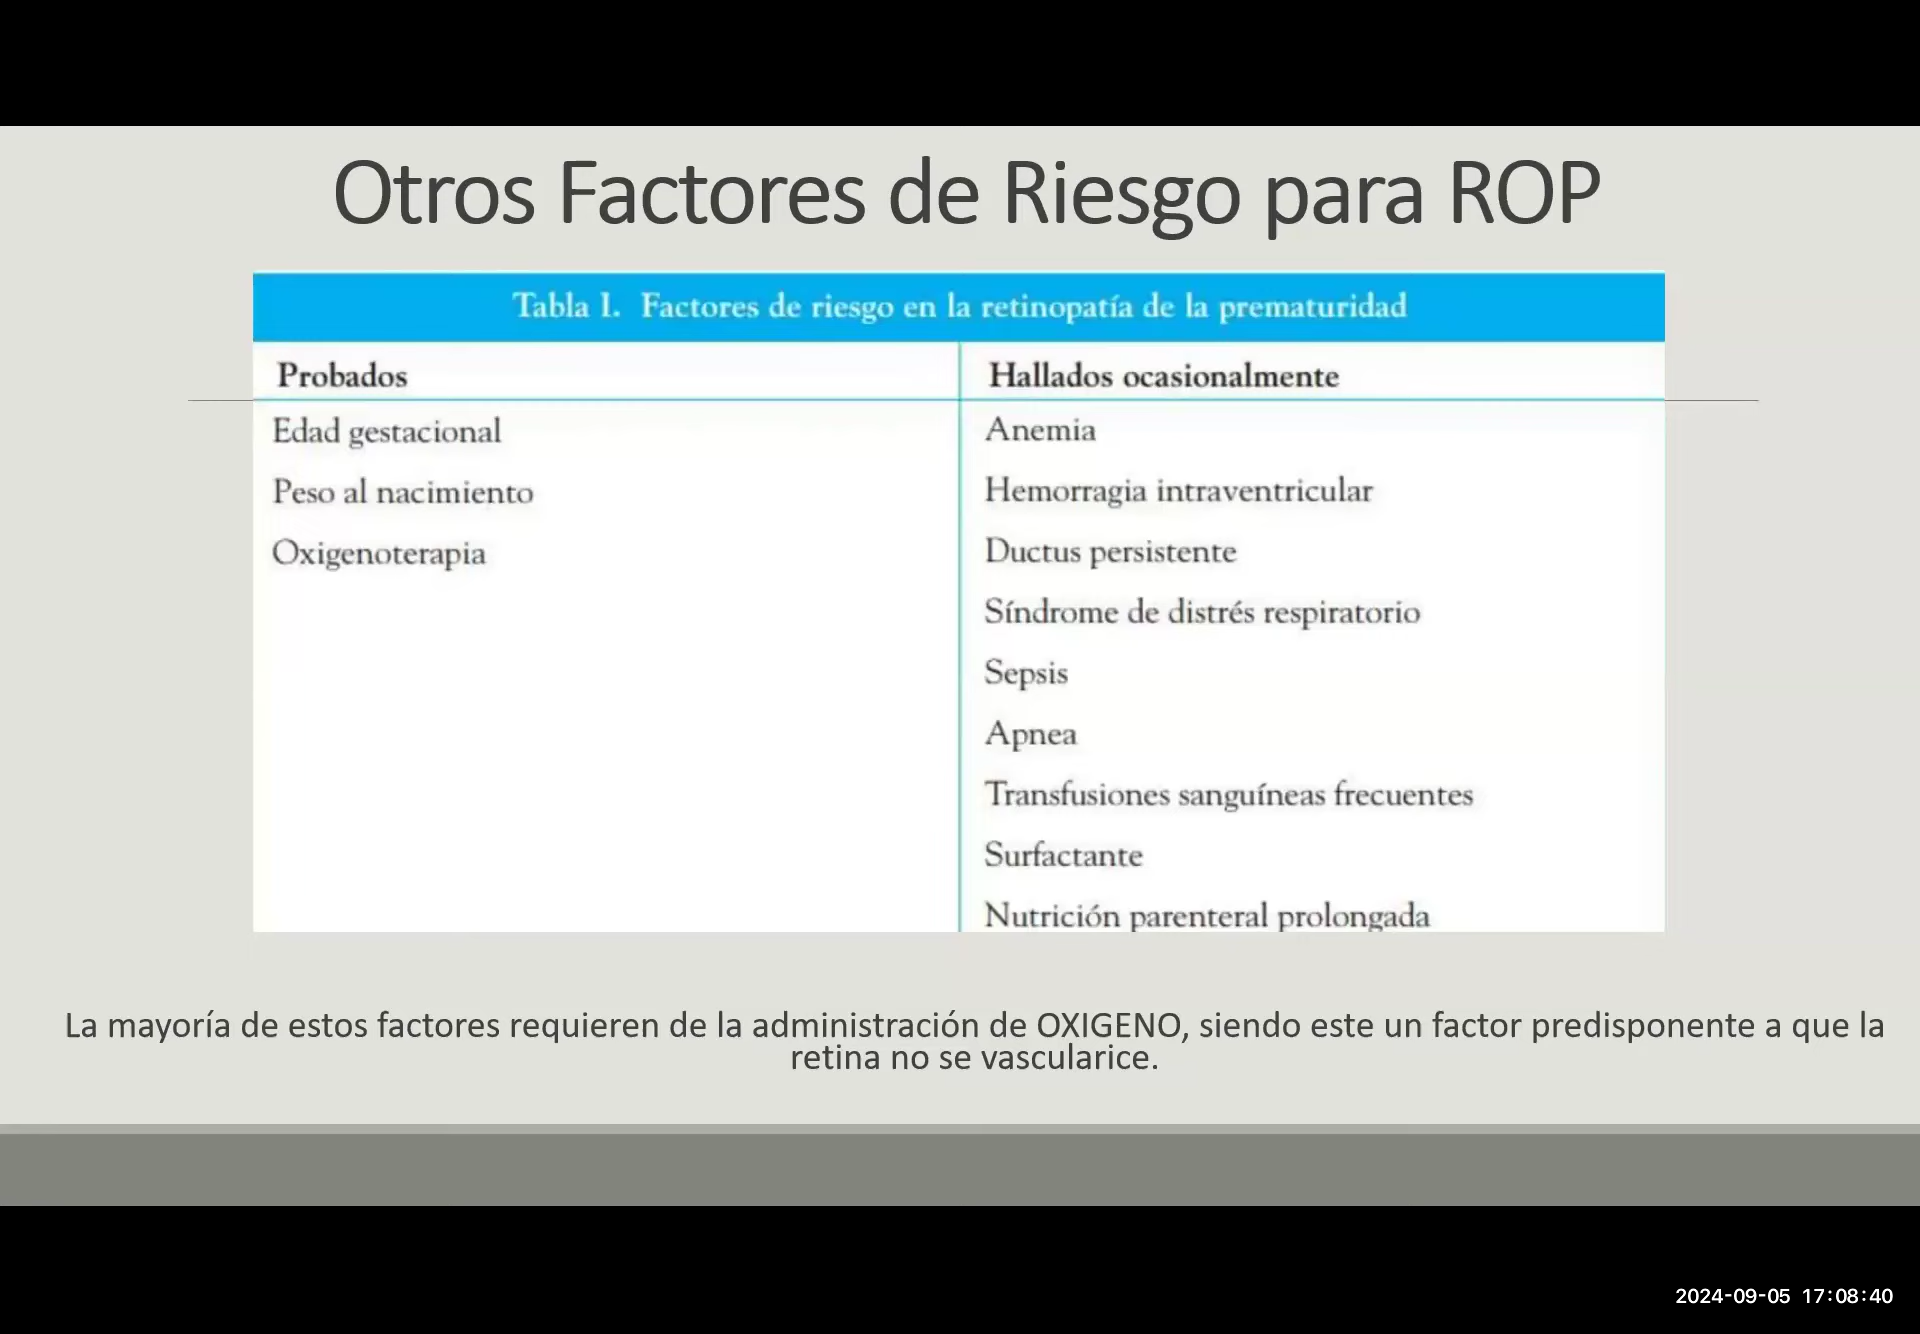 Otros Factores de Riesgo para ROP
Tabla I. Factores de riesgo en la retinopatía de la prematuridad
Probados
Hallados ocasionalmente
Edad gestacional
Anemia
Peso al nacimiento
Hemorragia intraventricular
Oxigenoterapia
Ductus persistente
Síndrome de distrés respiratorio
Sepsis
Apnea
Transfusiones sanguíneas frecuentes
Surfactante
Nutrición parenteral prolongada
La mayoría de estos factores requieren de la administración de OXIGENO, siendo este un factor predisponente a que la
retina no se vascularice.
2024-09-05 17:08:40